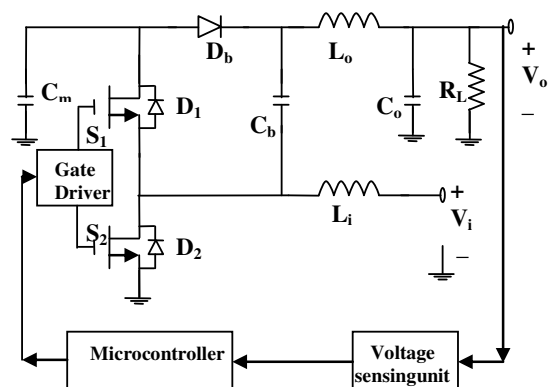 D_b
L_o
+
V_o
−
C_m
D_1
S_1
C_b
C_o
R_L
Gate
Driver
L_i
+
V_i
−
S_2
D_2
Microcontroller
Voltage
sensingunit